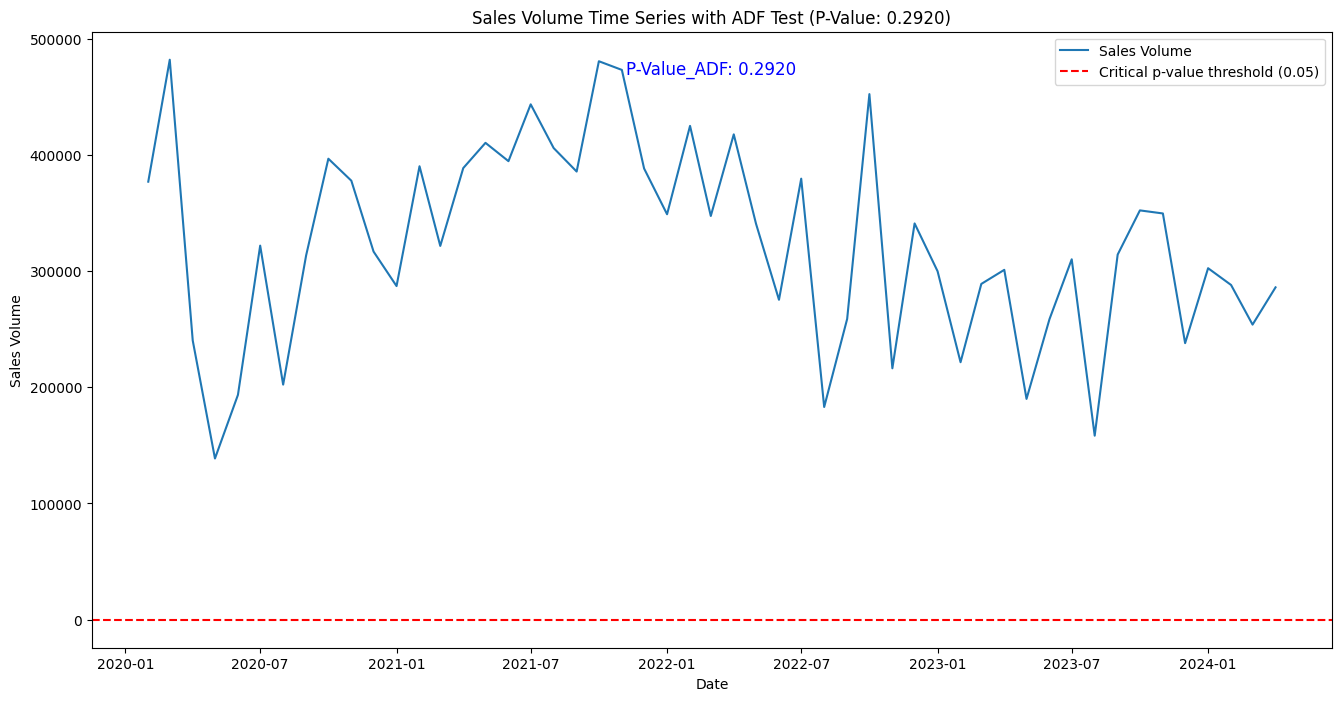 Sales Volume Time Series with ADF Test (P-Value: 0.2920)
500000
400000
300000
200000
100000
0
Sales Volume
P-Value_ADF: 0.2920
Sales Volume
Critical p-value threshold (0.05)
2020-01
2020-07
2021-01
2021-07
2022-01
2022-07
2023-01
2023-07
2024-01
Date